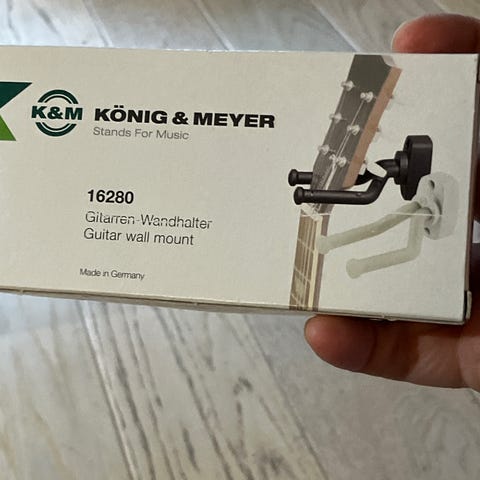 K&M KÖNIG & MEYER
Stands For Music
16280
Gitarren-Wandhalter
Guitar wall mount
Made in Germany